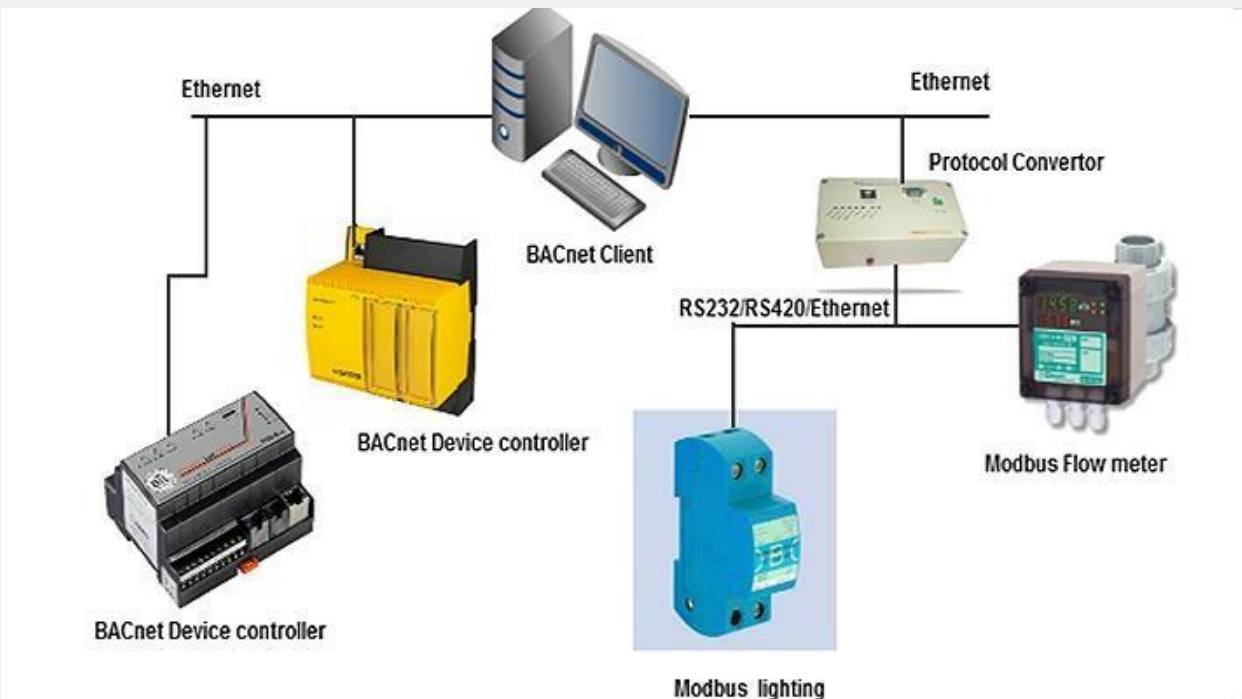 Ethernet
Ethernet
Protocol Convertor
BACnet Client
RS232/RS420/Ethernet
BACnet Device controller
Modbus Flow meter
BACnet Device controller
Modbus lighting